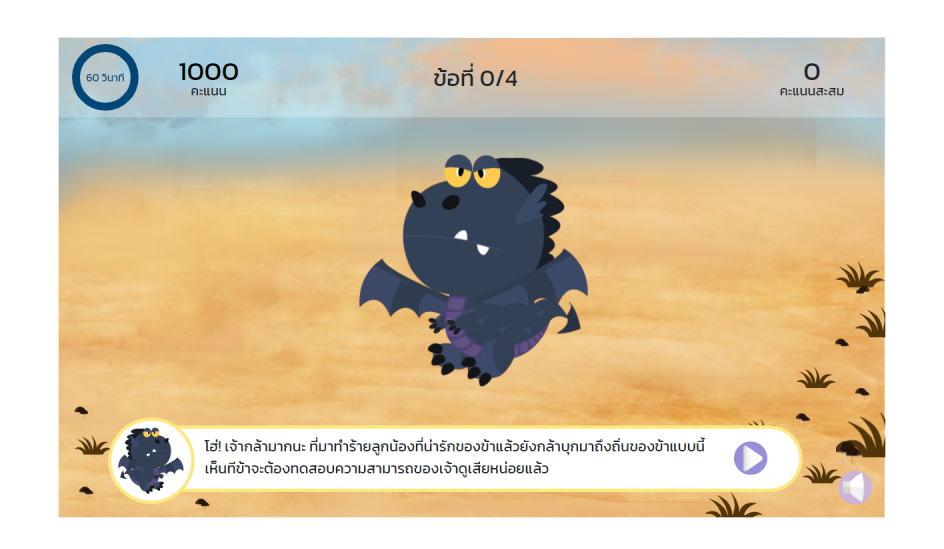 60 วินาที
1000
คะแนน
ข้อที่ 0/4
0
คะแนนสะสม
โฮ่! เจ้ากล้ามากนะ ที่มาทำร้ายลูกน้องที่น่ารักของข้าแล้วยังกล้าบุกมาถึงถิ่นของข้าแบบนี้
เห็นทีข้าจะต้องทดสอบความสามารถของเจ้าดูเสียหน่อยแล้ว